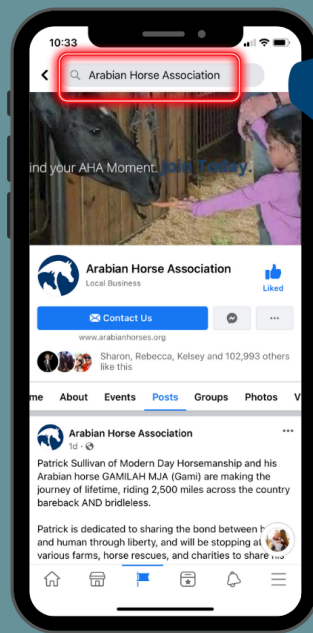 10:33
Arabian Horse Association
ind your AHA Moment. Join Today.
Arabian Horse Association
Local Business
Liked
Contact Us
www.arabianhorses.org
Sharon, Rebecca, Kelsey and 102,993 others
like this
me About Events Posts Groups Photos V
Arabian Horse Association
1d
Patrick Sullivan of Modern Day Horsemanship and his
Arabian horse GAMILAH MJA (Gami) are making the
journey of lifetime, riding 2,500 miles across the country
bareback AND bridleless.
Patrick is dedicated to sharing the bond between h
and human through liberty, and will be stopping at
various farms, horse rescues, and charities to share his